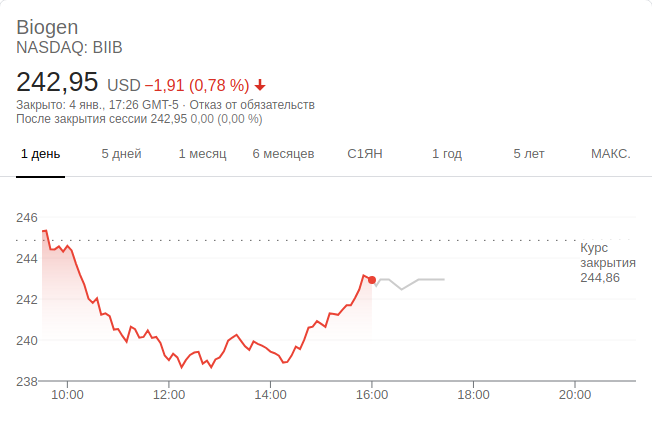 Biogen
NASDAQ: BIIB
242,95 USD −1,91 (0,78 %)
Закрыто: 4 янв., 17:26 GMT-5 · Отказ от обязательств
После закрытия сессии 242,95 0,00 (0,00 %)
1 день 5 дней 1 месяц 6 месяцев С1ЯН 1 год 5 лет МАКС.
246
244
242
240
238
Курс
закрытия
244,86
10:00 12:00 14:00 16:00 18:00 20:00